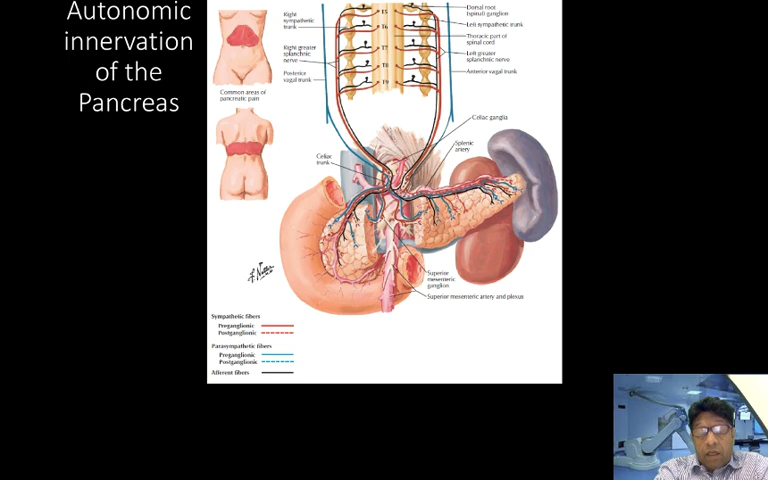 Autonomic
innervation
of the
Pancreas
Right
sympathetic
trunk
Right greater
splanchnic
nerve
Posterior
vagal trunk
Common areas of
pancreatic pain
T5
T6
T7
T8
T9
Dorsal root
(spinal) ganglion
Left sympathetic trunk
Thoracic part of
spinal cord
Left greater
splanchnic nerve
Anterior vagal trunk
Celiac ganglia
Splenic
artery
Celiac
trunk
Superior
mesenteric
ganglion
Superior mesenteric artery and plexus
Sympathetic fibers
Preganglionic
Postganglionic
Parasympathetic fibers
Preganglionic
Postganglionic
Afferent fibers